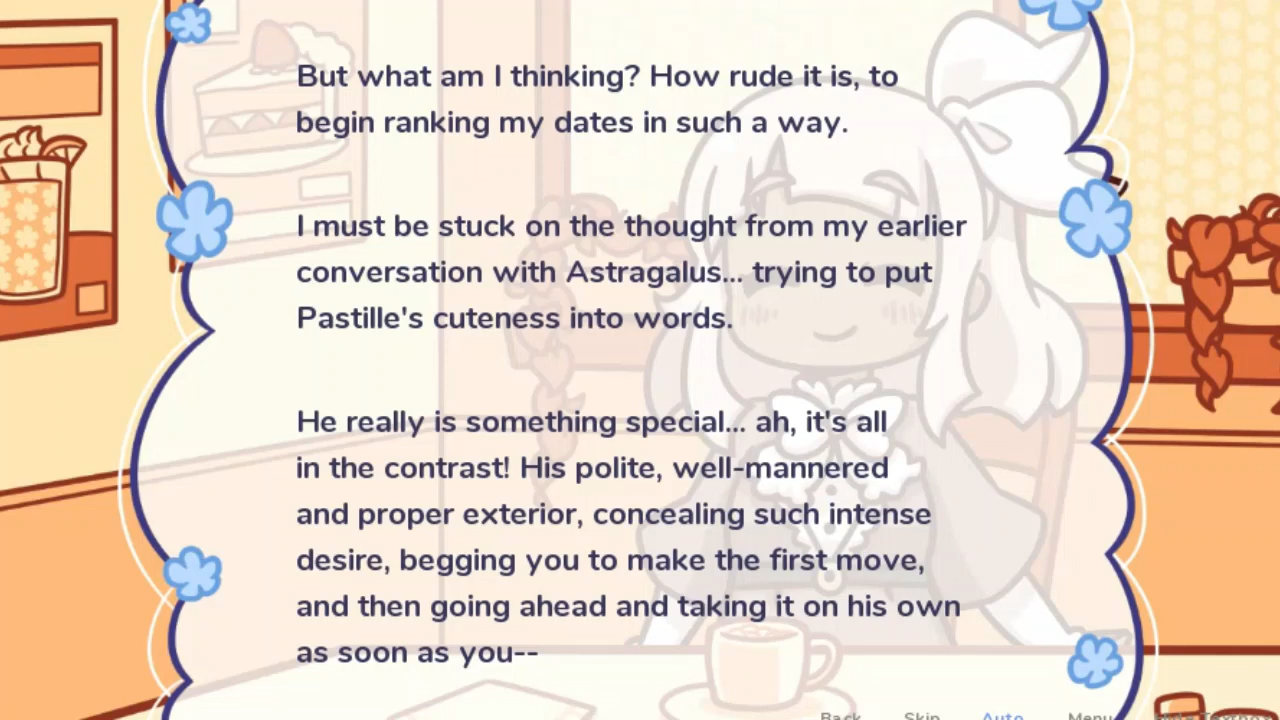 But what am I thinking? How rude it is, to
begin ranking my dates in such a way.
I must be stuck on the thought from my earlier
conversation with Astragalus... trying to put
Pastille's cuteness into words.
He really is something special... ah, it's all
in the contrast! His polite, well-mannered
and proper exterior, concealing such intense
desire, begging you to make the first move,
and then going ahead and taking it on his own
as soon as you--
Back Skip Auto Menu